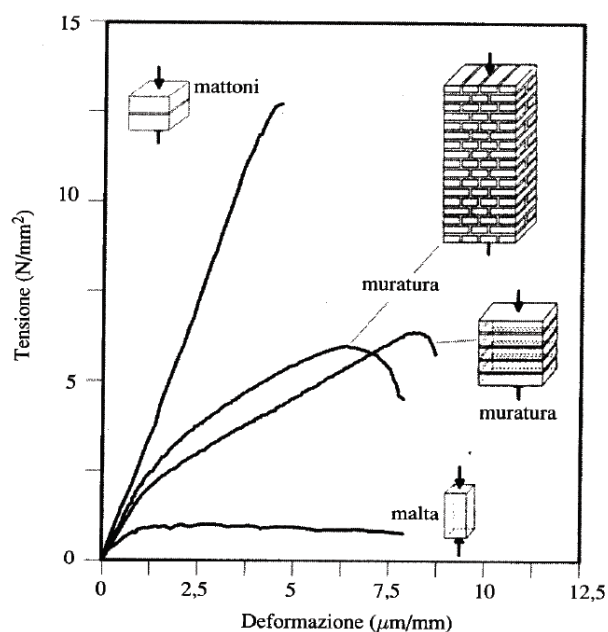 15
mattoni
10
Tensione (N/mm²)
muratura
5
muratura
malta
0
0
2,5
5
7,5
10
12,5
Deformazione (μm/mm)